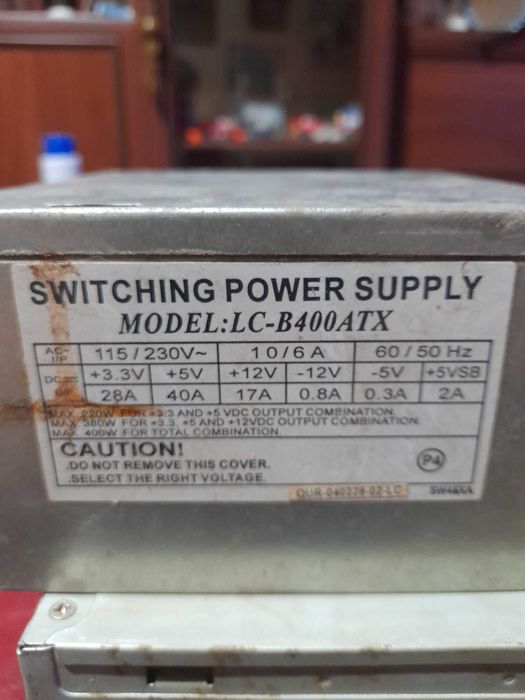 SWITCHING POWER SUPPLY
MODEL:LC-B400ATX
AC~ I/P 115/230V~ 10/6A 60/50 Hz
DC +3.3V +5V +12V -12V -5V +5VSB
O/P 28A 40A 17A 0.8A 0.3A 2A
MAX. 220W FOR +3.3 AND +5 VDC OUTPUT COMBINATION.
MAX. 380W FOR +3.3, +5 AND +12VDC OUTPUT COMBINATION.
MAX. 400W FOR TOTAL COMBINATION.
CAUTION!
.DO NOT REMOVE THIS COVER.
.SELECT THE RIGHT VOLTAGE.
P4
OUR-040226-02-LC